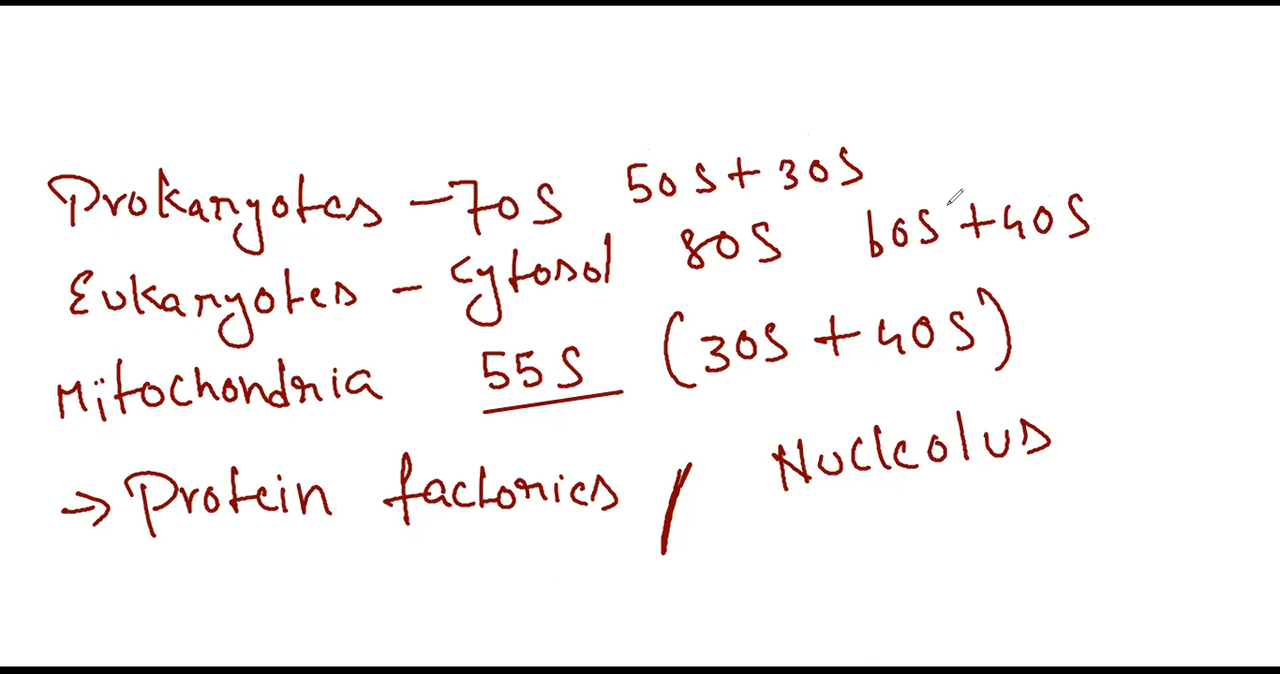 Prokaryotes - 70S 50S + 30S
Eukaryotes - Cytosol 80S 60S + 40S
Mitochondria 55S (30S + 40S)
→ Protein factories / Nucleolus